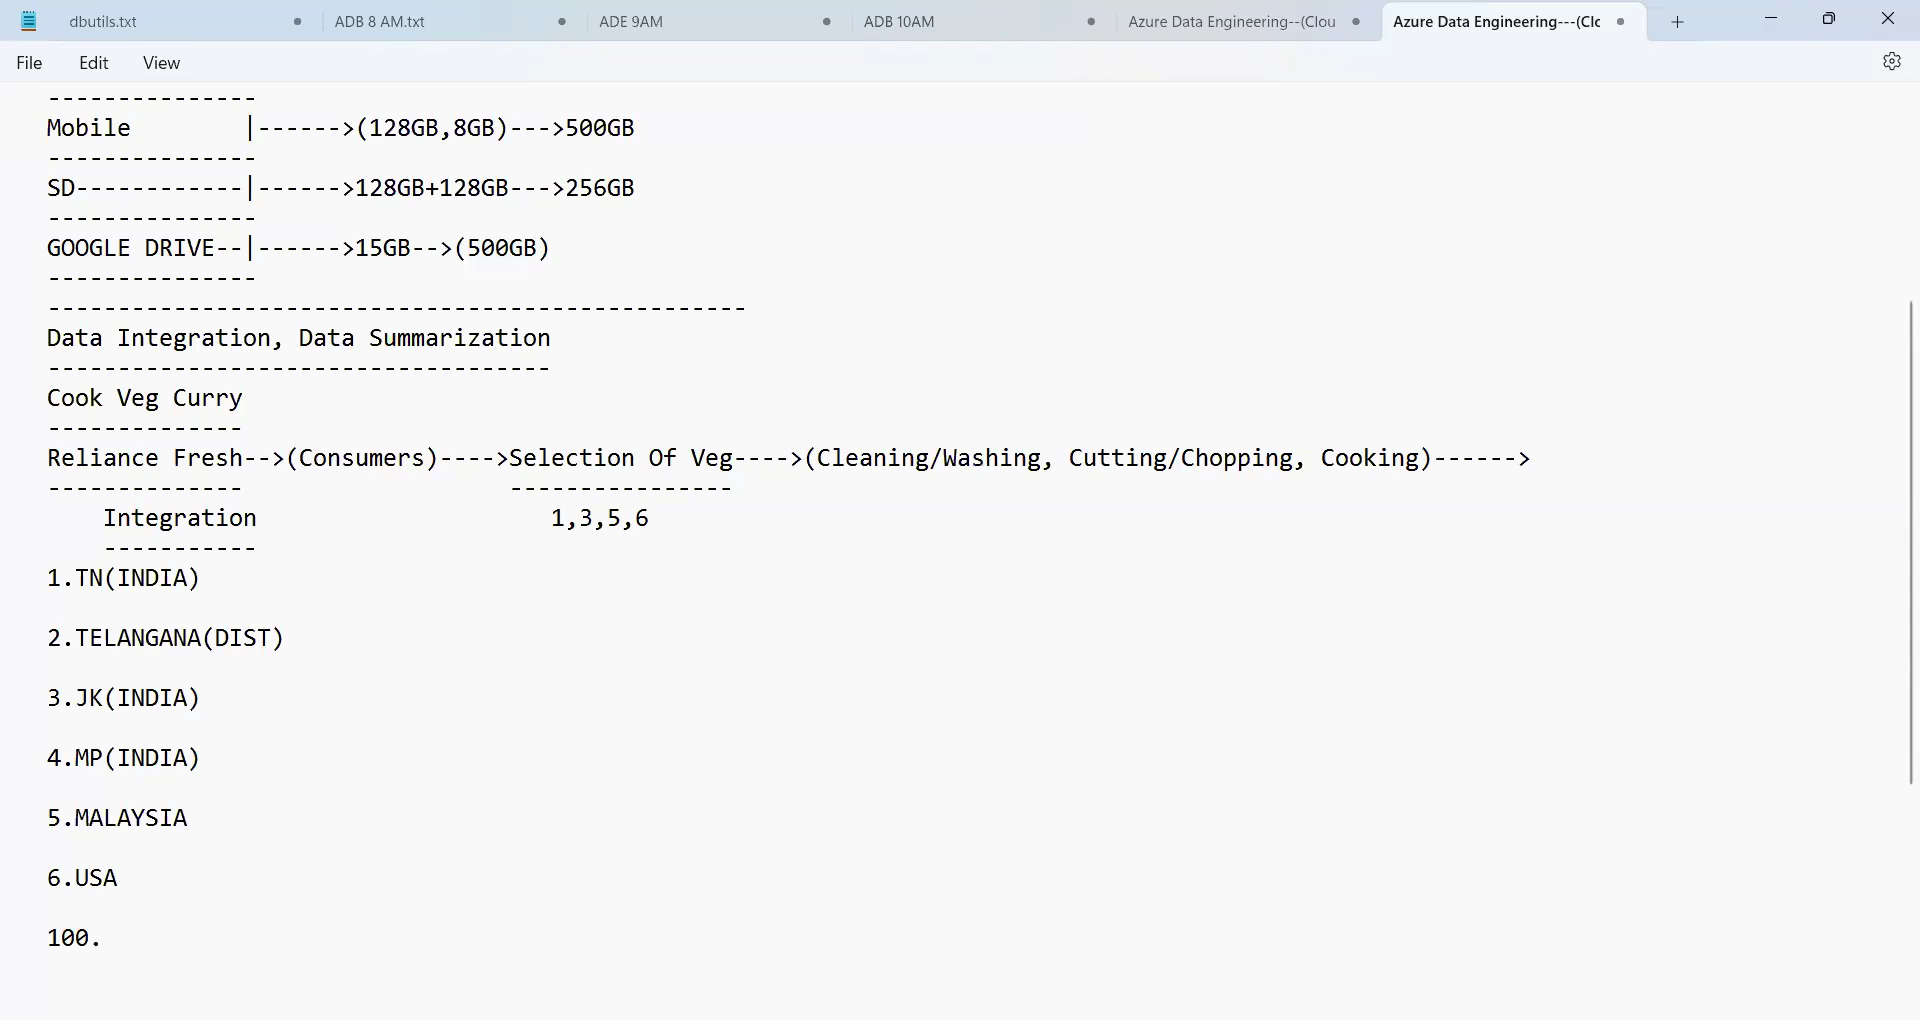 dbutils.txt ADB 8 AM.txt ADE 9AM ADB 10AM Azure Data Engineering--(Clou Azure Data Engineering---(Clc
File Edit View
---------------
Mobile        |------>(128GB,8GB)--->500GB
---------------
SD------------|------>128GB+128GB--->256GB
---------------
GOOGLE DRIVE--|------>15GB-->(500GB)
---------------
--------------------------------------------------
Data Integration, Data Summarization
------------------------------------
Cook Veg Curry
--------------
Reliance Fresh-->(Consumers)---->Selection Of Veg---->(Cleaning/Washing, Cutting/Chopping, Cooking)------>
--------------                   ----------------
    Integration                     1,3,5,6
    -----------
1.TN(INDIA)
2.TELANGANA(DIST)
3.JK(INDIA)
4.MP(INDIA)
5.MALAYSIA
6.USA
100.